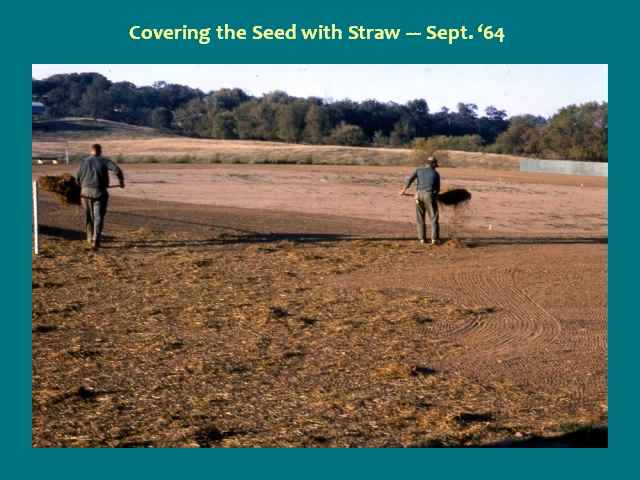 Covering the Seed with Straw — Sept. ‘64